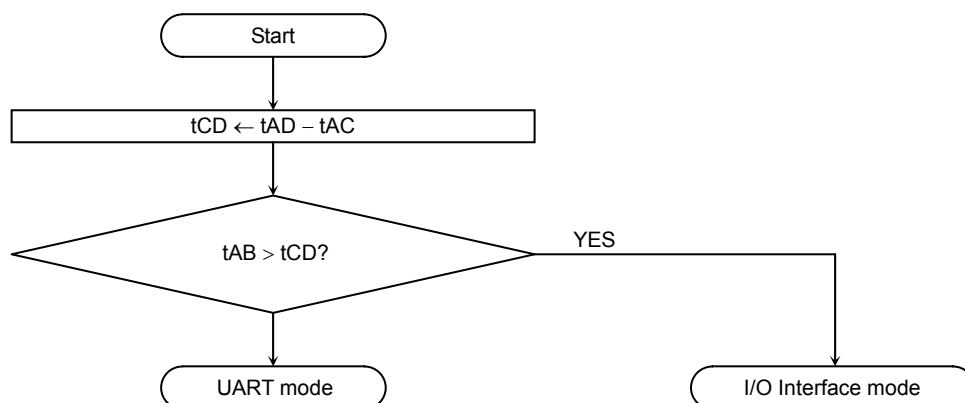 Start
tCD ← tAD – tAC
tAB > tCD?
YES
UART mode
I/O Interface mode